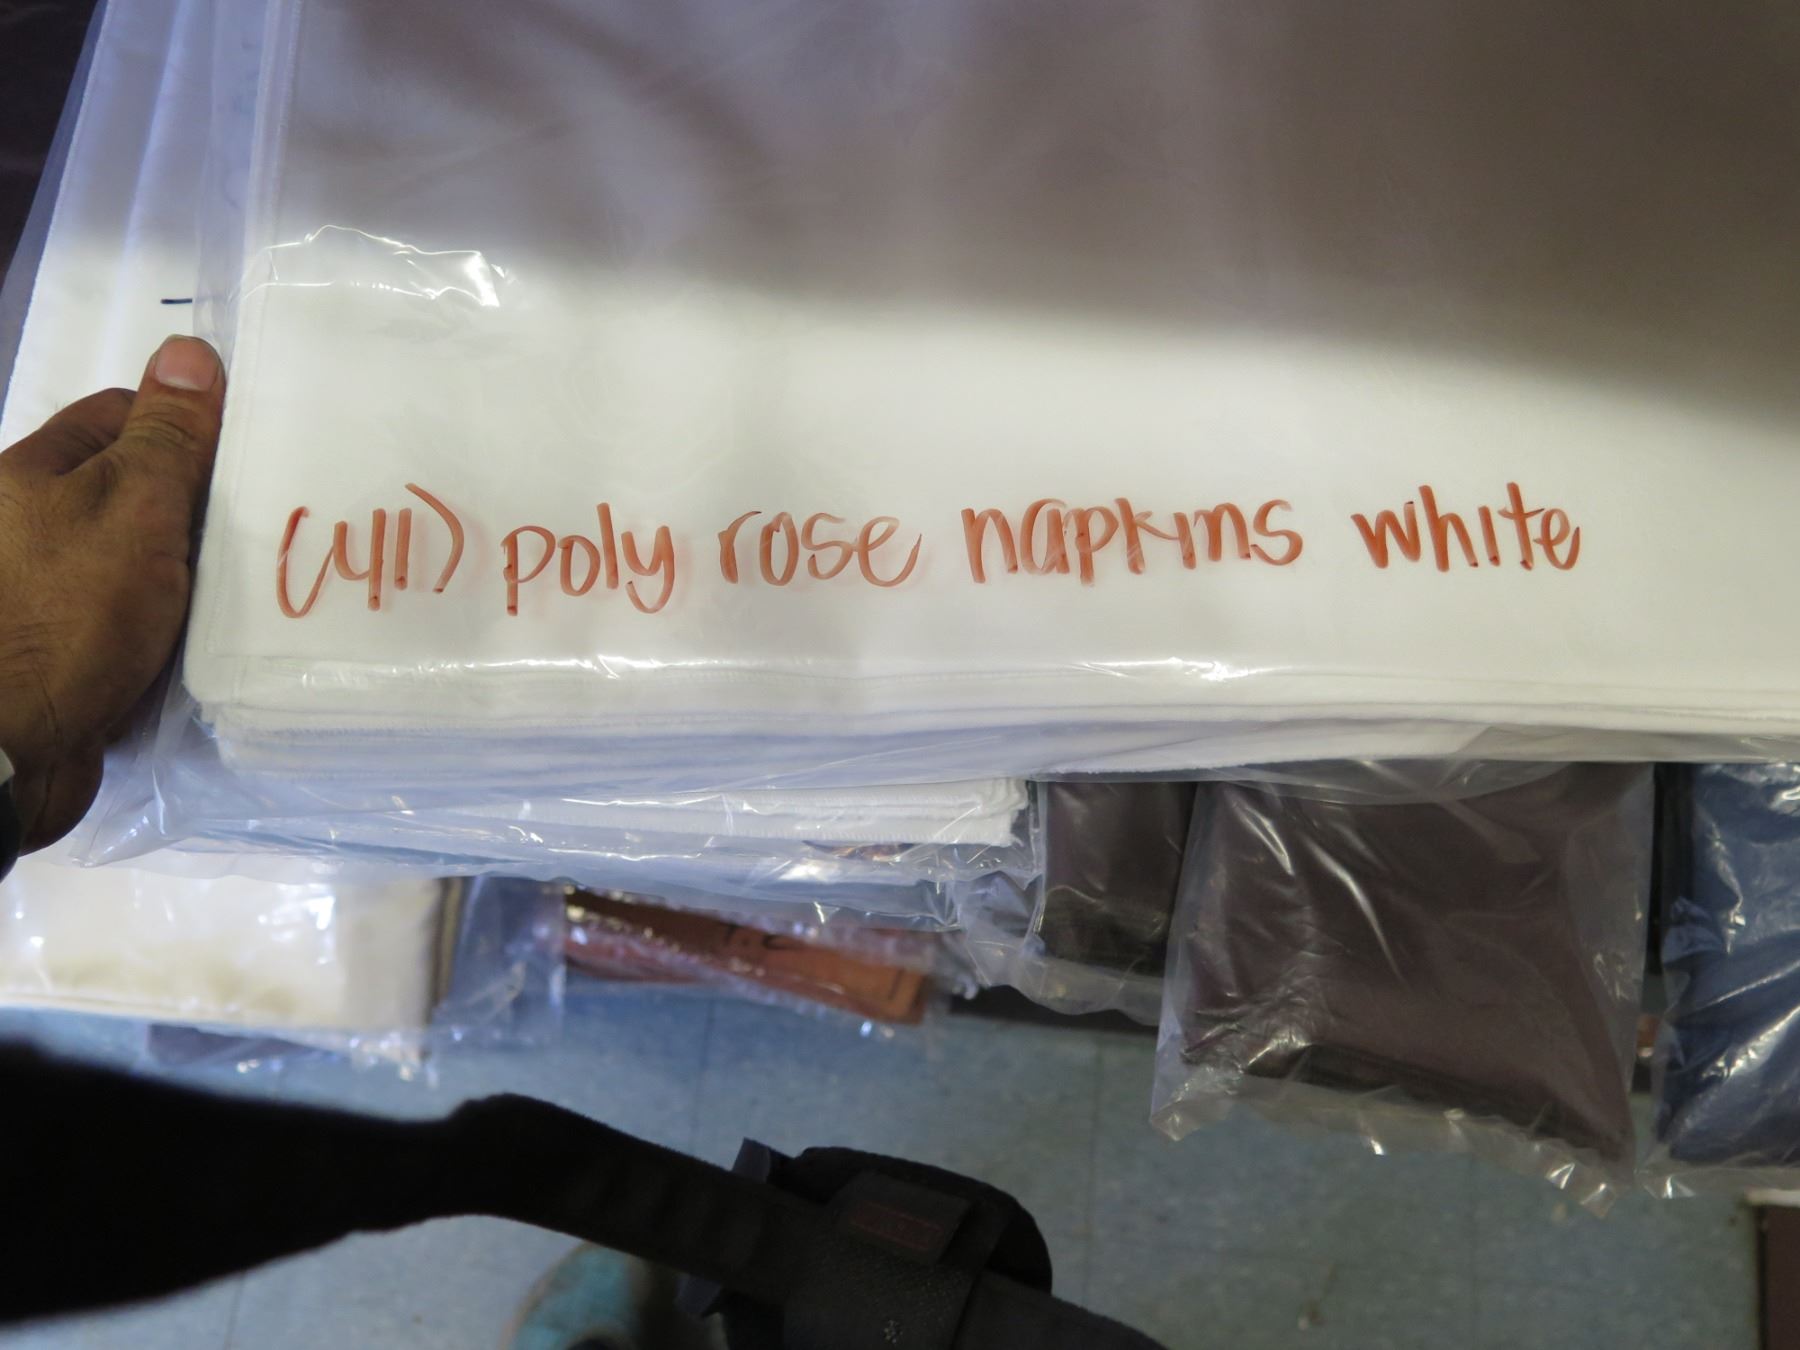 (41) poly rose napkins white
T.C